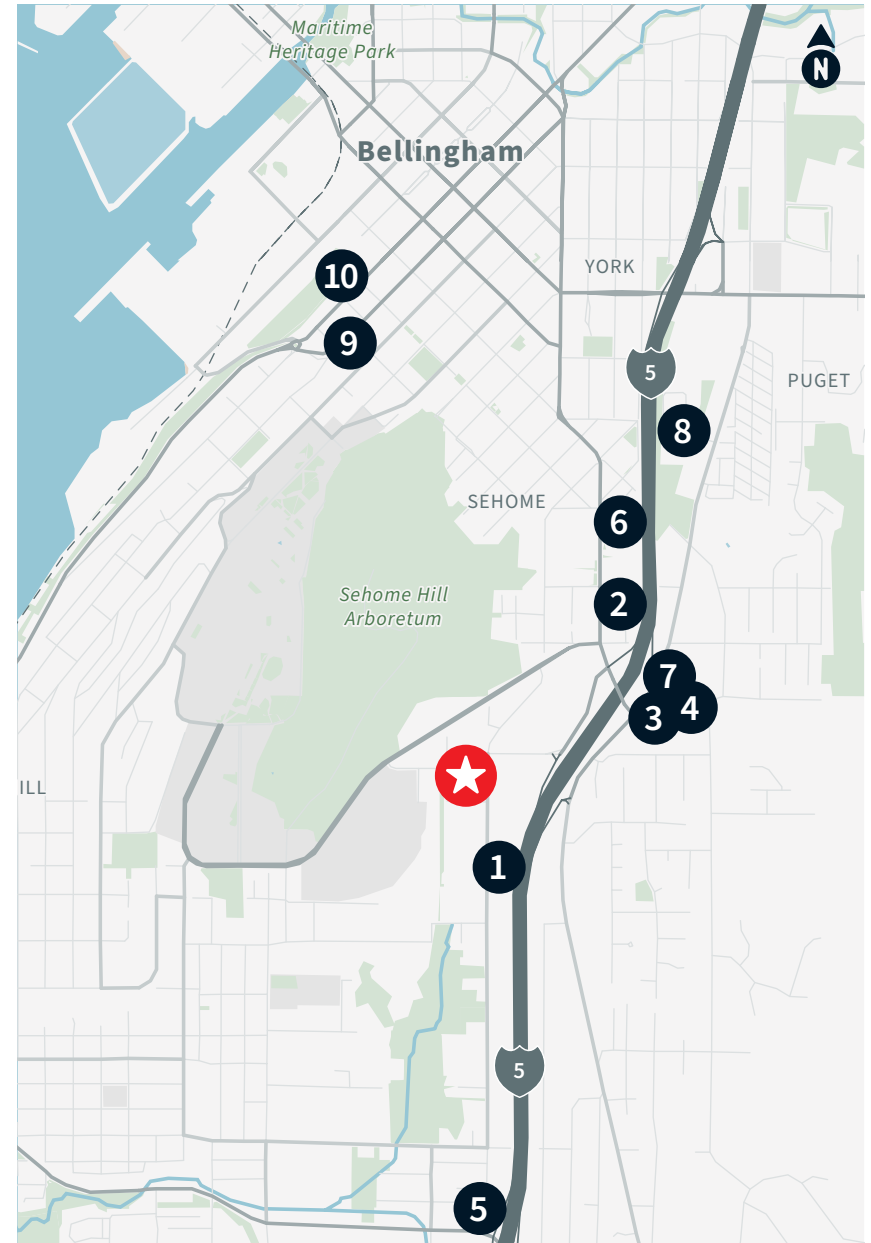 Maritime
Heritage Park
N
Bellingham
YORK
10
9
5
PUGET
8
SEHOME
6
Sehome Hill
Arboretum
2
7
4
3
ILL
1
5
5